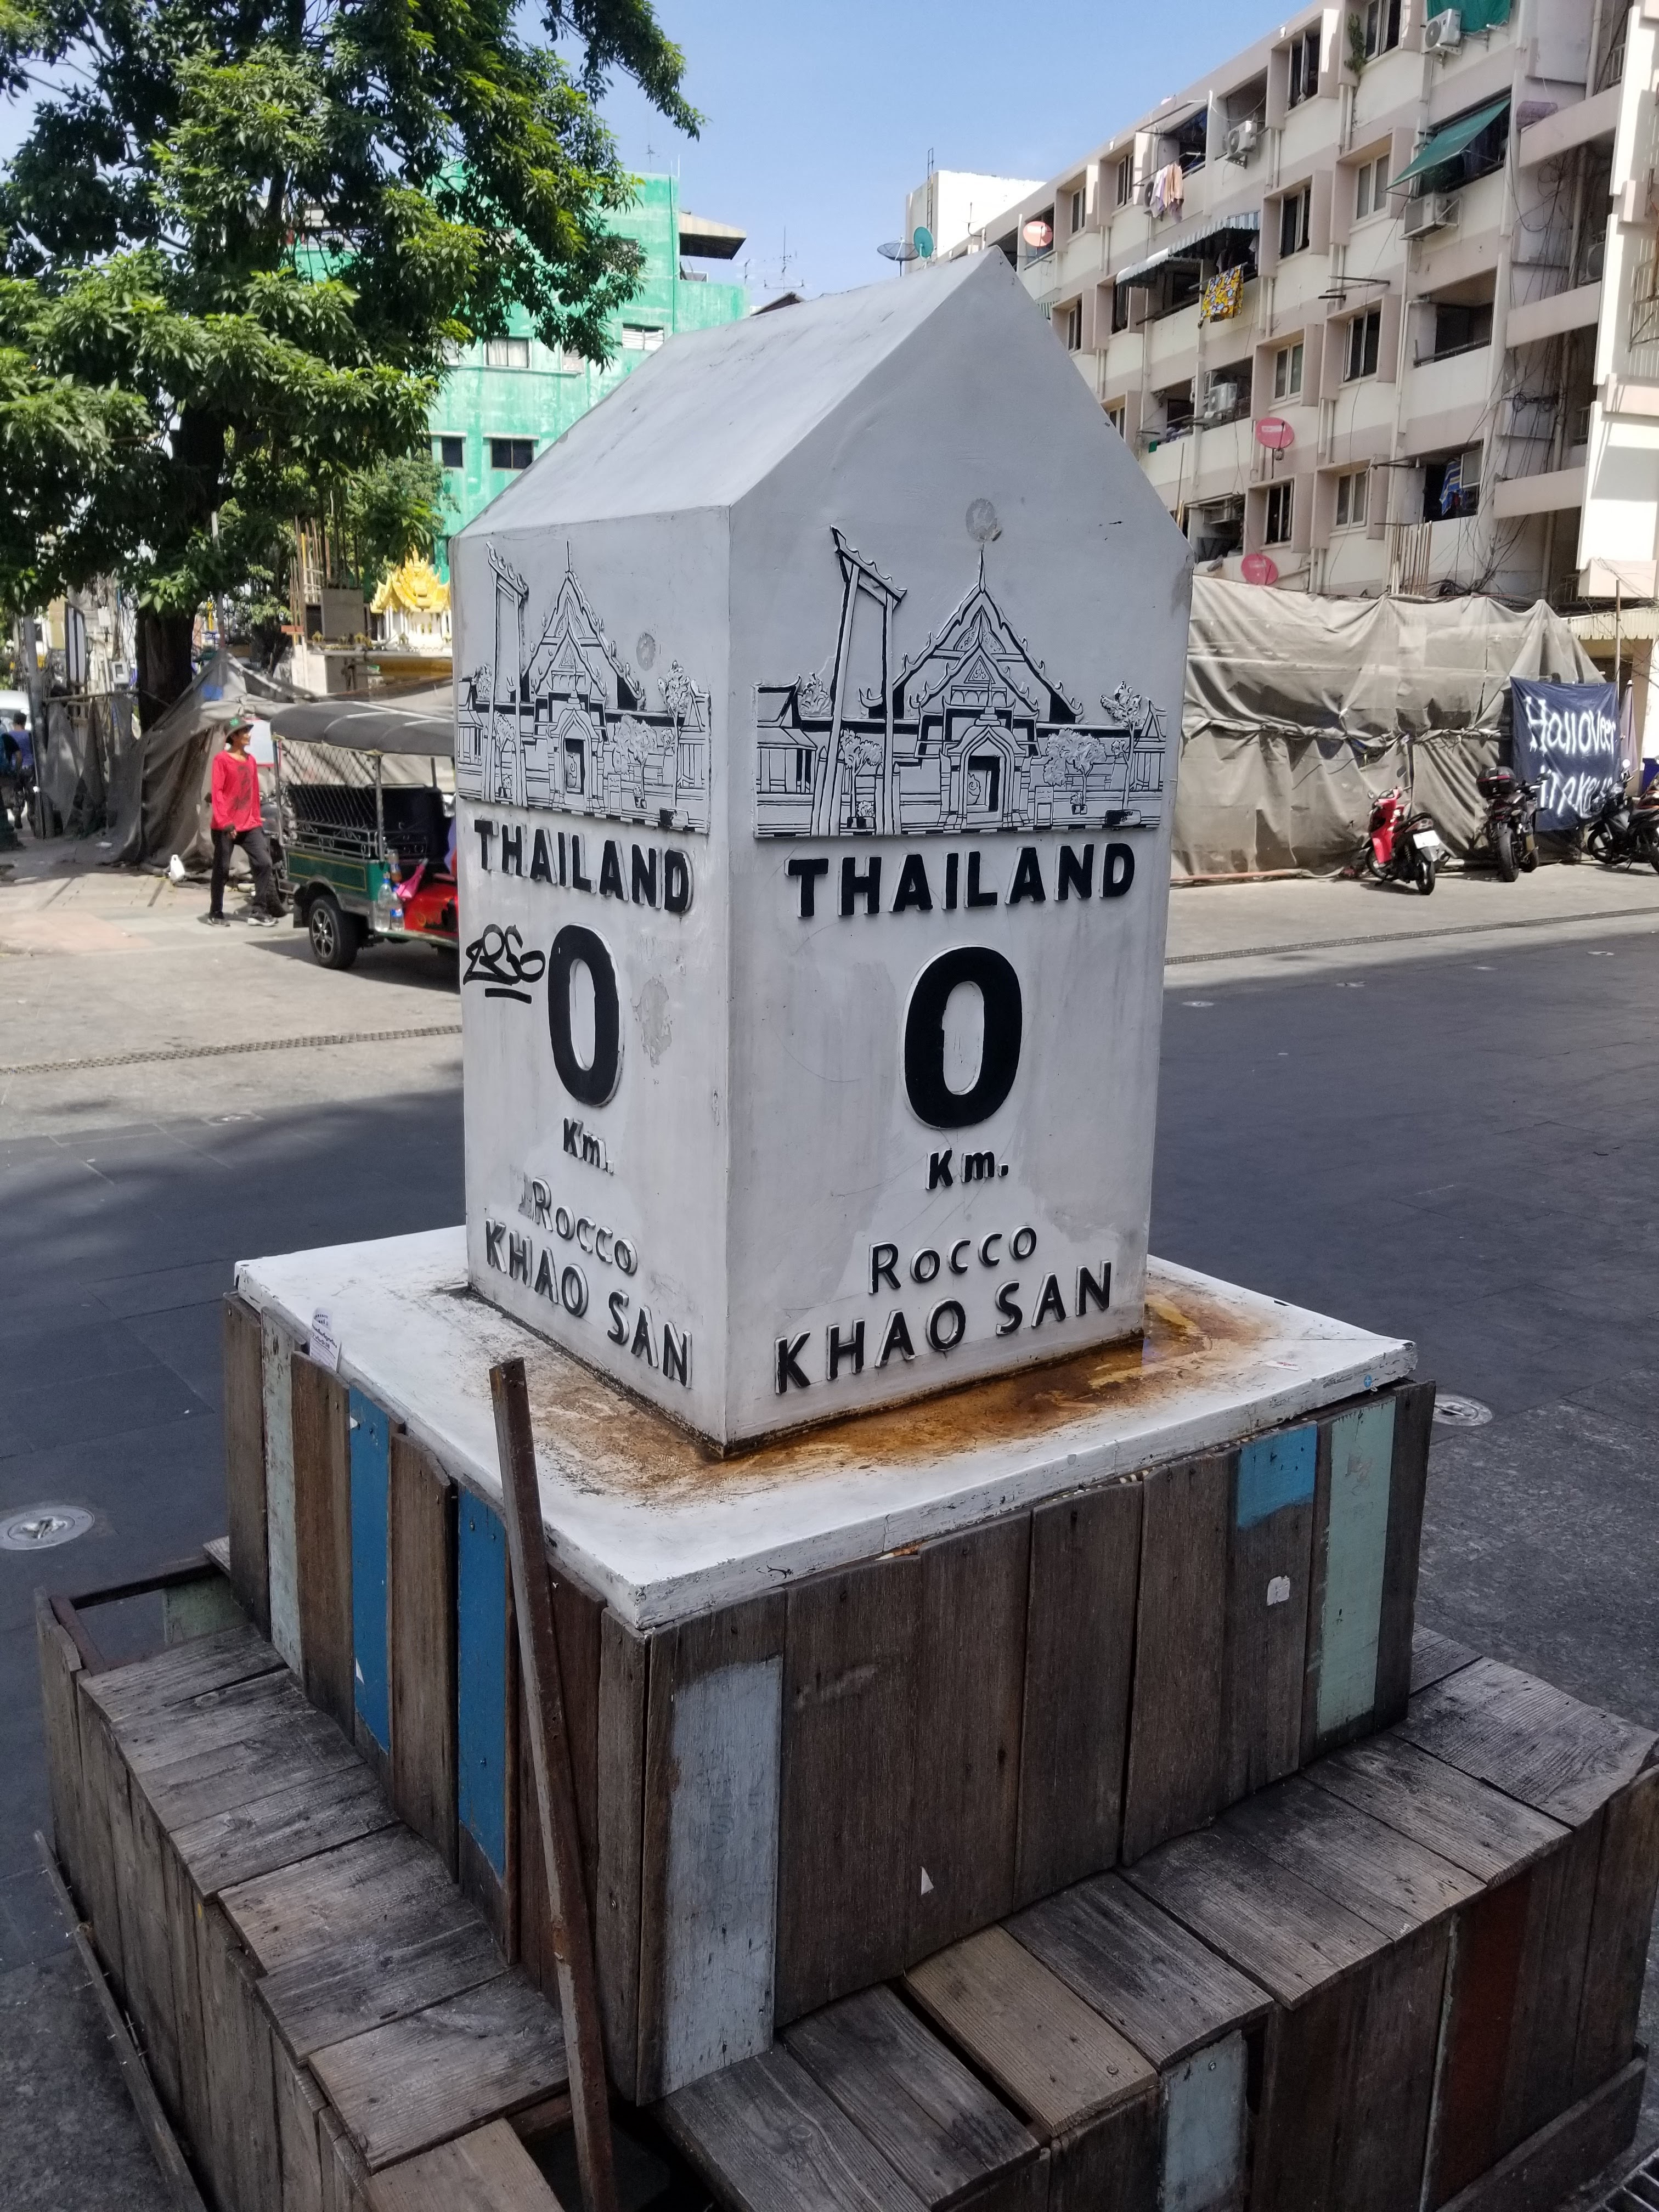 THAILAND
0
Km.
Rocco
KHAO SAN
THAILAND
0
Km.
Rocco
KHAO SAN